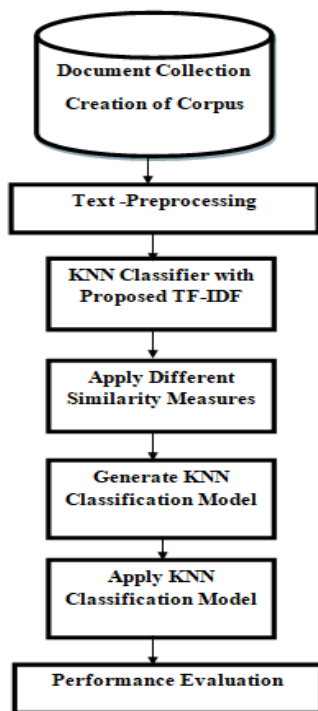 Document Collection
Creation of Corpus
Text -Preprocessing
KNN Classifier with
Proposed TF-IDF
Apply Different
Similarity Measures
Generate KNN
Classification Model
Apply KNN
Classification Model
Performance Evaluation